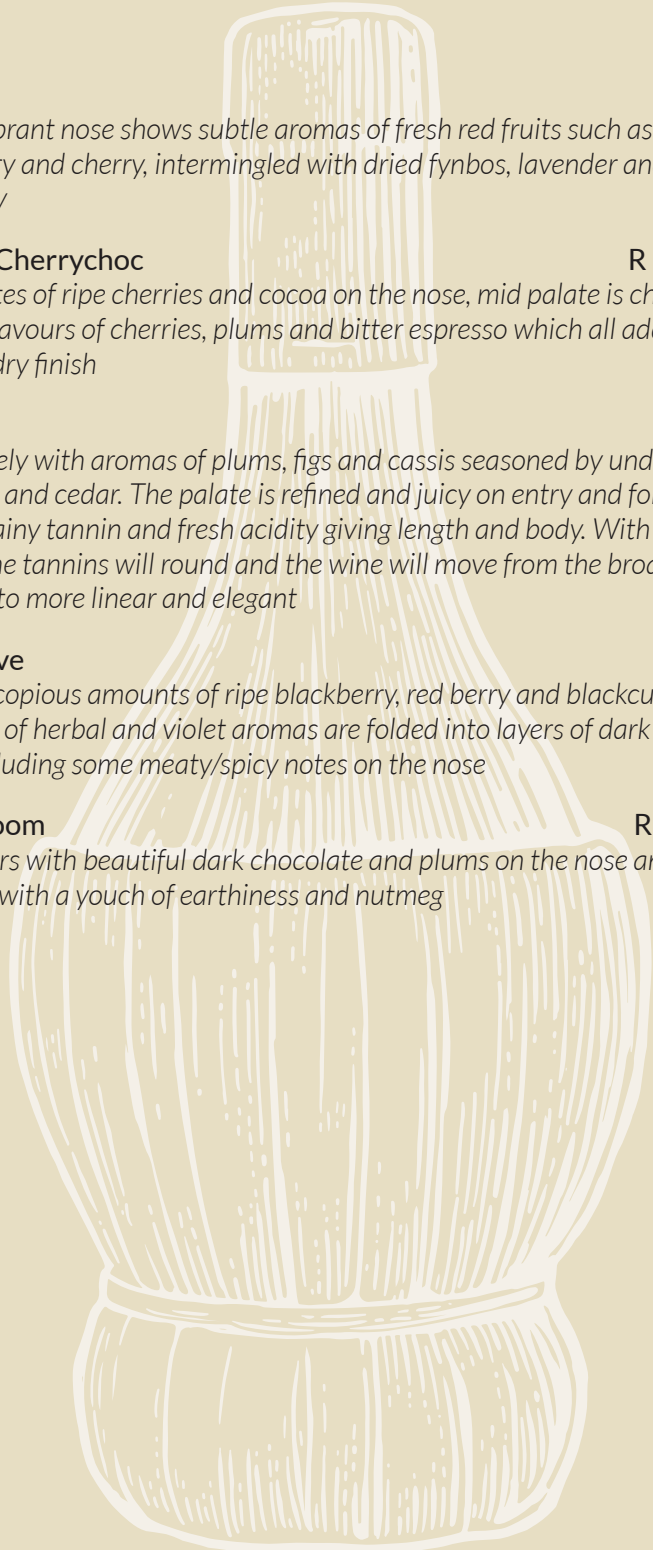 brant nose shows subtle aromas of fresh red fruits such as
ry and cherry, intermingled with dried fynbos, lavender an
y
Cherrychoc R
tes of ripe cherries and cocoa on the nose, mid palate is ch
avours of cherries, plums and bitter espresso which all add
dry finish
ely with aromas of plums, figs and cassis seasoned by und
and cedar. The palate is refined and juicy on entry and fol
ainy tannin and fresh acidity giving length and body. With
he tannins will round and the wine will move from the broa
to more linear and elegant
ve
copious amounts of ripe blackberry, red berry and blackcu
of herbal and violet aromas are folded into layers of dark
luding some meaty/spicy notes on the nose
oom R
rs with beautiful dark chocolate and plums on the nose an
with a youch of earthiness and nutmeg